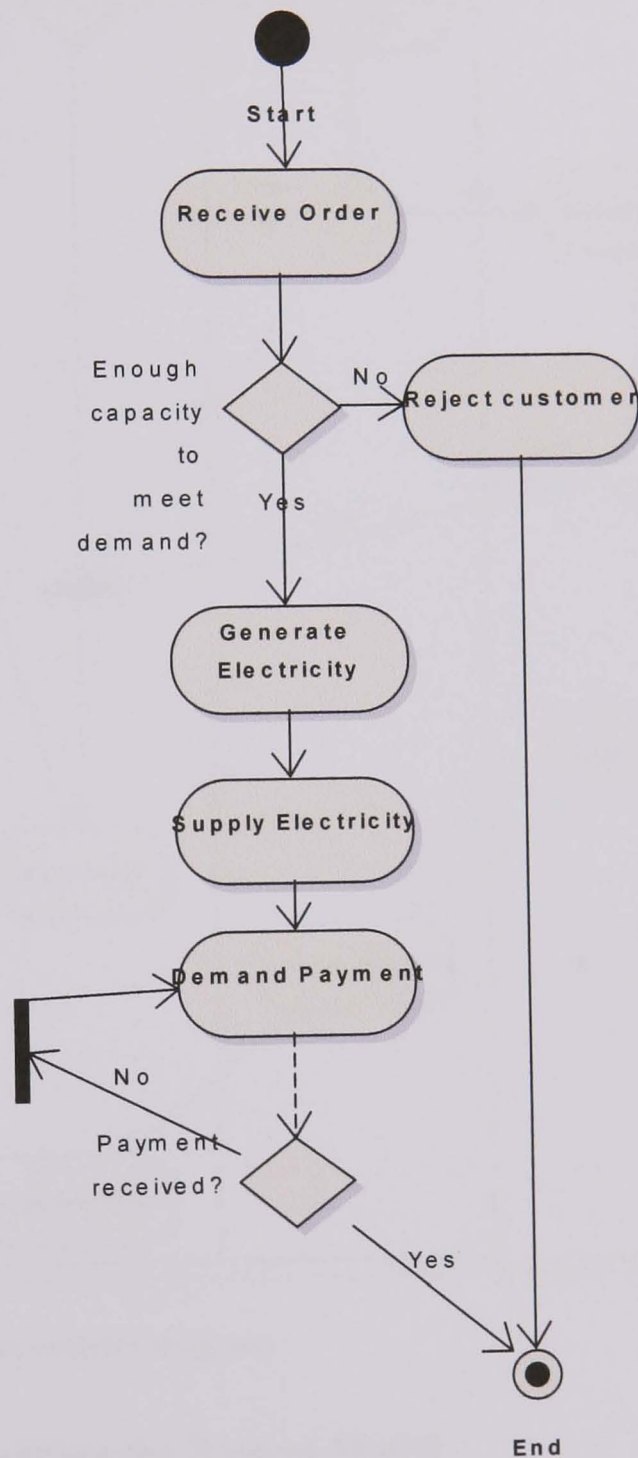 Start
Receive Order
Enough
capacity
to
meet
demand?
No
Reject customer
Yes
Generate
Electricity
Supply Electricity
Demand Payment
No
Payment
received?
Yes
End